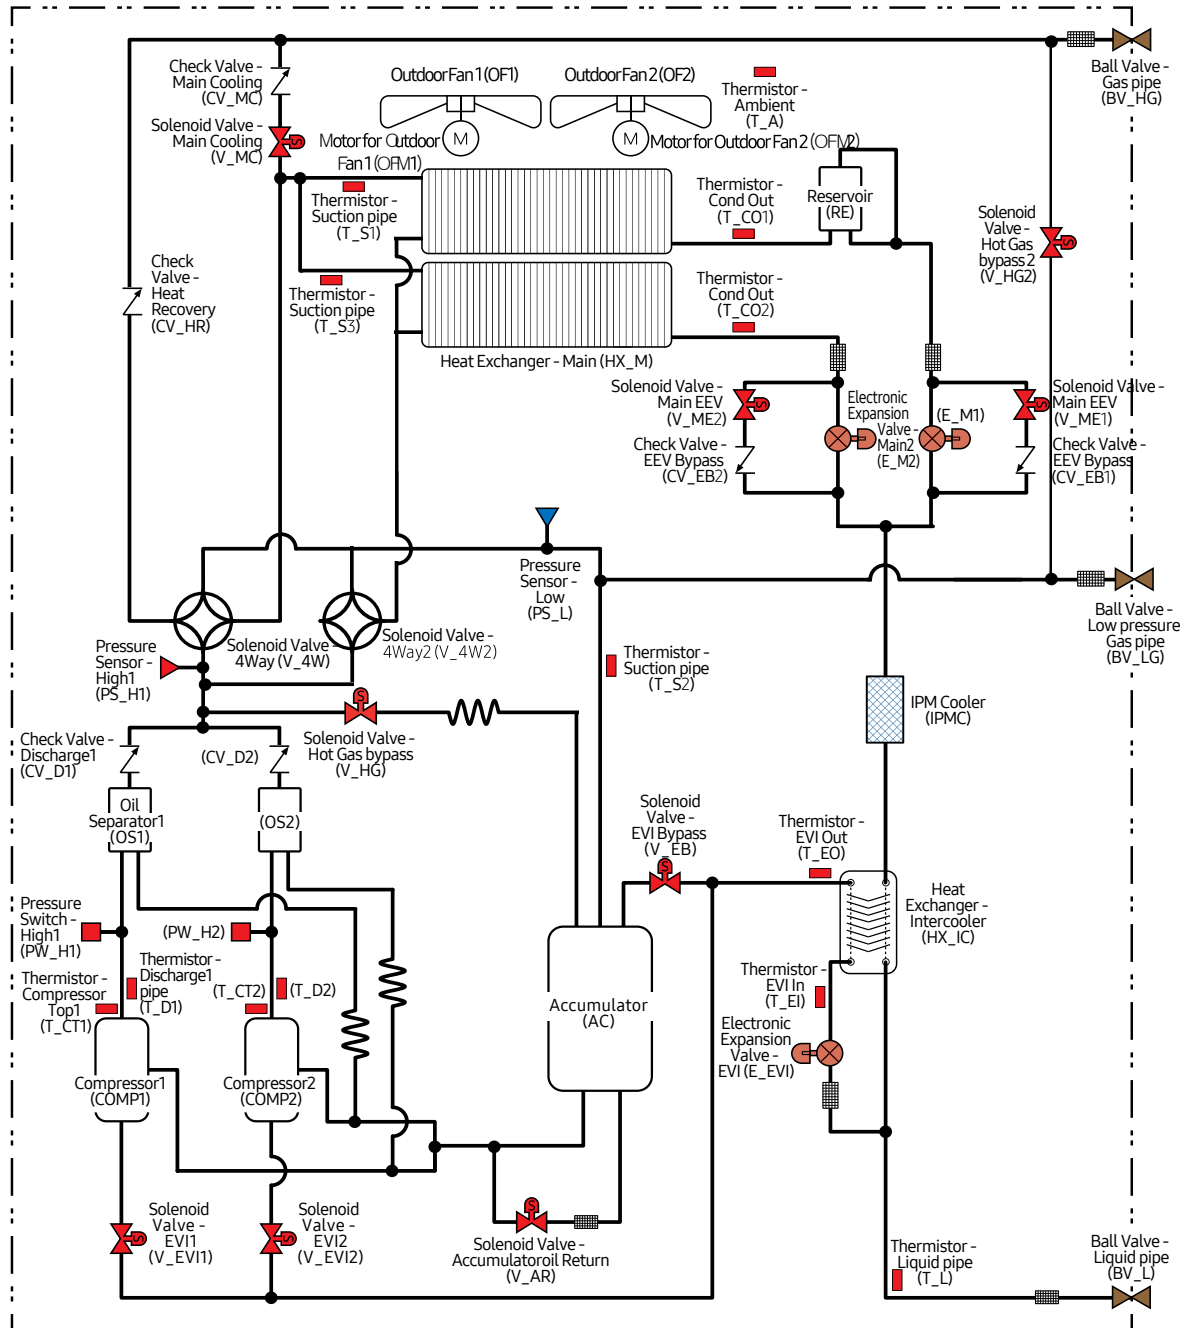 Check Valve -
Main Cooling
(CV_MC)
Solenoid Valve -
Main Cooling
(V_MC)
Outdoor Fan 1 (OF1)
Outdoor Fan 2 (OF2)
Thermistor -
Ambient
(T_A)
Ball Valve -
Gas pipe
(BV_HG)
M
M
Motor for Outdoor
Fan 1 (OFM1)
Motor for Outdoor Fan 2 (OFM2)
Thermistor -
Suction pipe
(T_S1)
Thermistor -
Cond Out
(T_CO1)
Reservoir
(RE)
Solenoid
Valve -
Hot Gas
bypass 2
(V_HG2)
S
S
Check
Valve -
Heat
Recovery
(CV_HR)
Thermistor -
Suction pipe
(T_S3)
Thermistor -
Cond Out
(T_CO2)
Heat Exchanger - Main (HX_M)
Solenoid Valve -
Main EEV
(V_ME2)
S
Electronic
Expansion
Valve -
Main2
(E_M2)
(E_M1)
Solenoid Valve -
Main EEV
(V_ME1)
S
Check Valve -
EEV Bypass
(CV_EB2)
Check Valve -
EEV Bypass
(CV_EB1)
Pressure
Sensor -
Low
(PS_L)
Ball Valve -
Low pressure
Gas pipe
(BV_LG)
Pressure
Sensor -
High1
(PS_H1)
Solenoid Valve -
4Way (V_4W)
Solenoid Valve -
4Way2 (V_4W2)
Thermistor -
Suction pipe
(T_S2)
IPM Cooler
(IPMC)
Check Valve -
Discharge1
(CV_D1)
(CV_D2)
S
Solenoid Valve -
Hot Gas bypass
(V_HG)
Oil
Separator1
(OS1)
(OS2)
Solenoid
Valve -
EVI Bypass
(V_EB)
S
Thermistor -
EVI Out
(T_EO)
Heat
Exchanger -
Intercooler
(HX_IC)
Pressure
Switch -
High1
(PW_H1)
(PW_H2)
Thermistor -
Compressor
Top1
(T_CT1)
Thermistor -
Discharge1
pipe
(T_D1)
(T_CT2)
(T_D2)
Thermistor -
EVI In
(T_EI)
Accumulator
(AC)
Electronic
Expansion
Valve -
EVI (E_EVI)
Compressor1
(COMP1)
Compressor2
(COMP2)
Solenoid
Valve -
EVI1
(V_EVI1)
S
Solenoid
Valve -
EVI2
(V_EVI2)
S
S
Solenoid Valve -
Accumulatoroil Return
(V_AR)
Thermistor -
Liquid pipe
(T_L)
Ball Valve -
Liquid pipe
(BV_L)